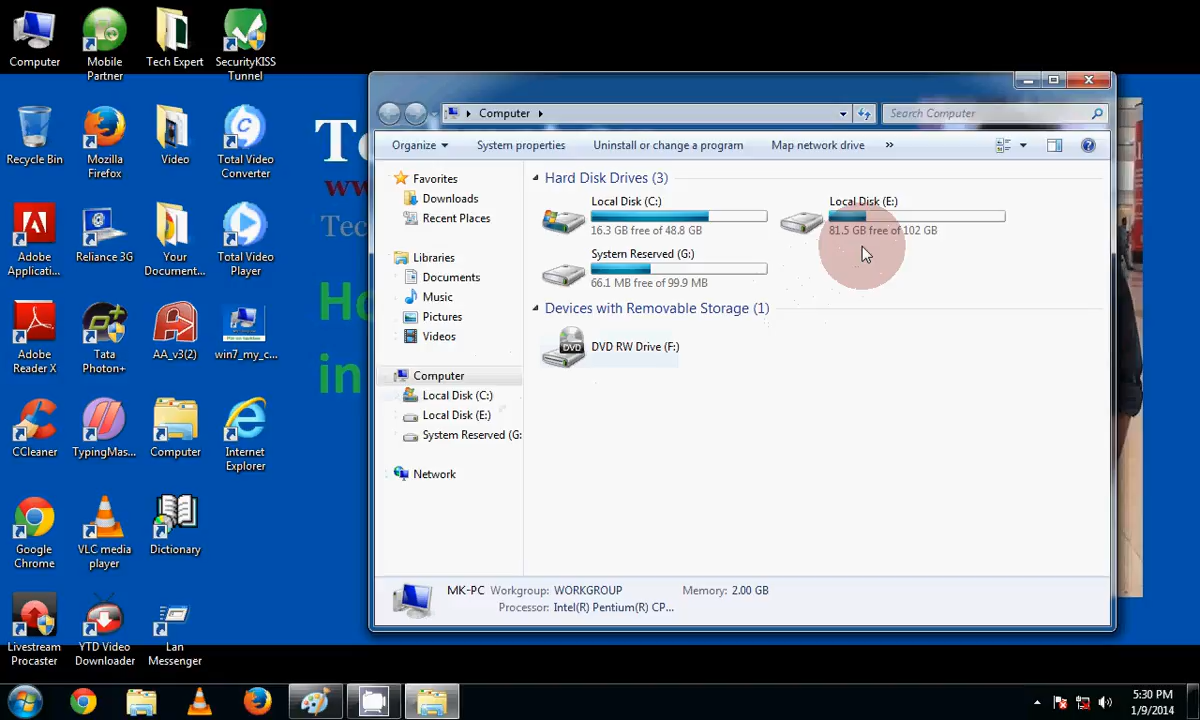 Computer
Mobile
Partner
Tech Expert
SecurityKISS
Tunnel
Recycle Bin
Mozilla
Firefox
Video
Total Video
Converter
Adobe
Applicati...
Reliance 3G
Your
Document...
Total Video
Player
Adobe
Reader X
Tata
Photon+
AA_v3(2)
win7_my_c...
CCleaner
TypingMas...
Computer
Internet
Explorer
Google
Chrome
VLC media
player
Dictionary
Livestream
Procaster
YTD Video
Downloader
Lan
Messenger
in
Computer
Search Computer
Organize
System properties
Uninstall or change a program
Map network drive
»
Favorites
Downloads
Recent Places
Libraries
Documents
Music
Pictures
Videos
Computer
Local Disk (C:)
Local Disk (E:)
System Reserved (G:
Network
Hard Disk Drives (3)
Local Disk (C:)
16.3 GB free of 48.8 GB
Local Disk (E:)
81.5 GB free of 102 GB
System Reserved (G:)
66.1 MB free of 99.9 MB
Devices with Removable Storage (1)
DVD
DVD RW Drive (F:)
MK-PC Workgroup: WORKGROUP Memory: 2.00 GB
Processor: Intel(R) Pentium(R) CP...
5:30 PM
1/9/2014